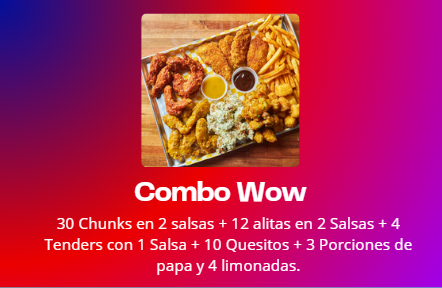 Combo Wow
30 Chunks en 2 salsas + 12 alitas en 2 Salsas + 4
Tenders con 1 Salsa + 10 Quesitos + 3 Porciones de
papa y 4 limonadas.